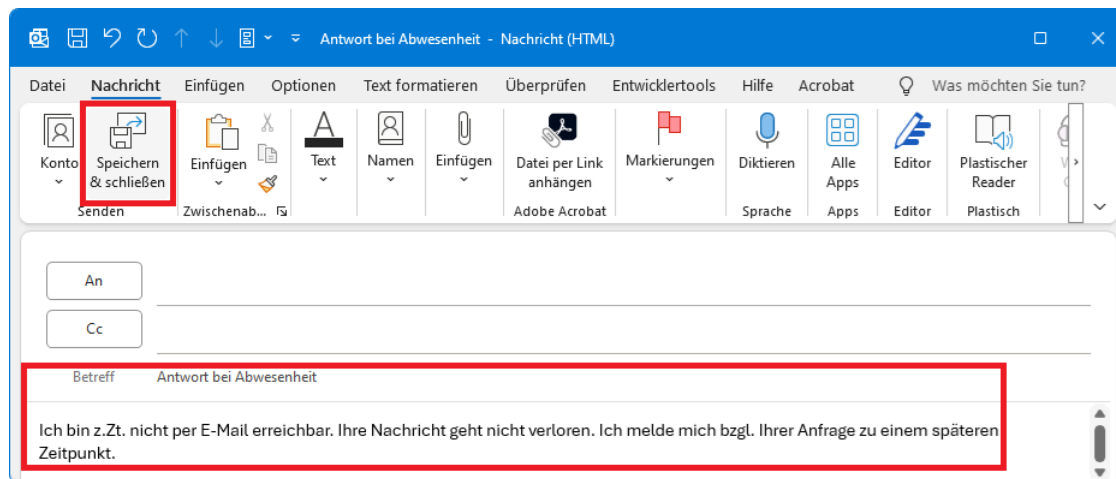 Antwort bei Abwesenheit - Nachricht (HTML)
Datei Nachricht Einfügen Optionen Text formatieren Überprüfen Entwicklertools Hilfe Acrobat Was möchten Sie tun?
Konto Speichern Einfügen Text Namen Einfügen Datei per Link Markierungen Diktieren Alle Editor Plastischer
& schließen anhängen Apps Reader
Senden Zwischenab... Adobe Acrobat Sprache Apps Editor Plastisch
An
Cc
Betreff Antwort bei Abwesenheit
Ich bin z.Zt. nicht per E-Mail erreichbar. Ihre Nachricht geht nicht verloren. Ich melde mich bzgl. Ihrer Anfrage zu einem späteren
Zeitpunkt.